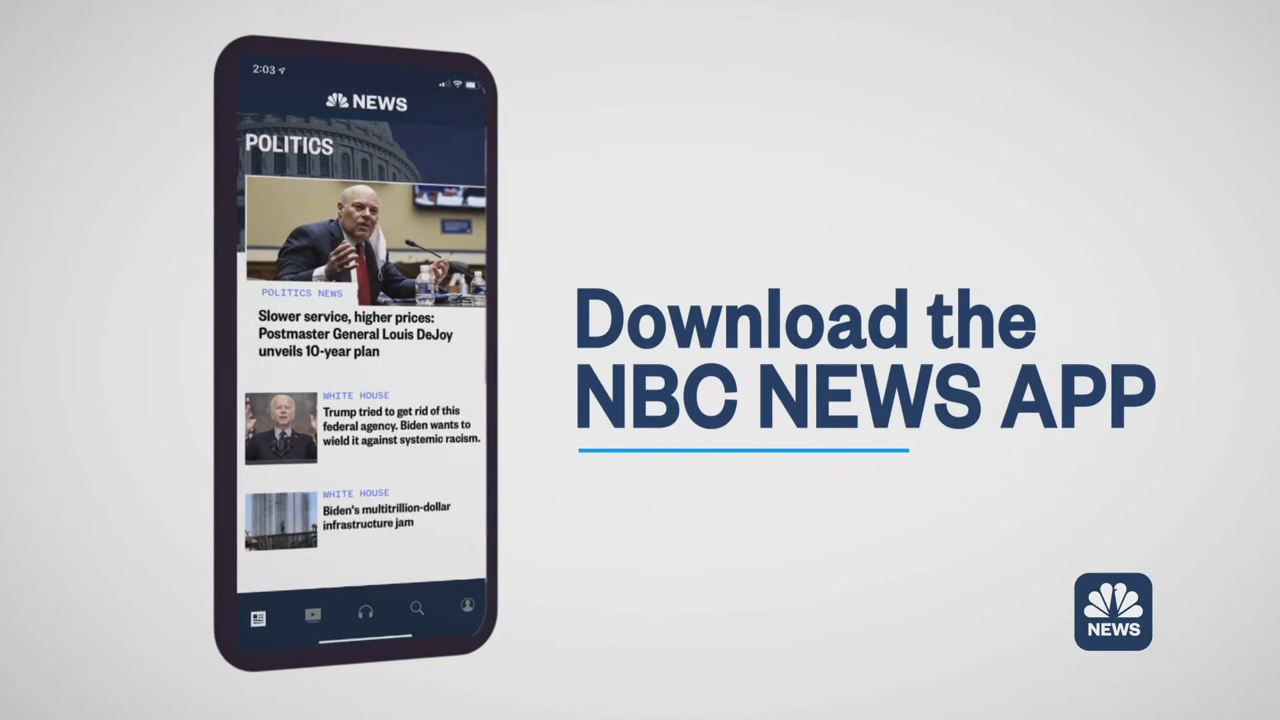 2:03
NEWS
POLITICS
POLITICS NEWS
Slower service, higher prices:
Postmaster General Louis DeJoy
unveils 10-year plan
WHITE HOUSE
Trump tried to get rid of this
federal agency. Biden wants to
wield it against systemic racism.
WHITE HOUSE
Biden's multitrillion-dollar
infrastructure jam
Download the
NBC NEWS APP
NEWS